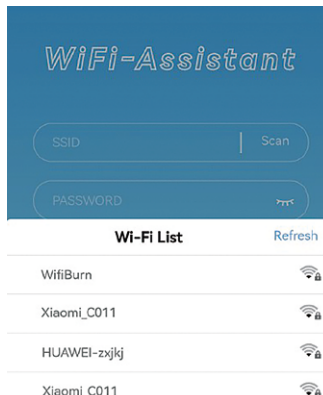 WiFi-Assistant
SSID
Scan
PASSWORD
Wi-Fi List
Refresh
WifiBurn
Xiaomi_C011
HUAWEI-zxjkj
Xiaomi_C011